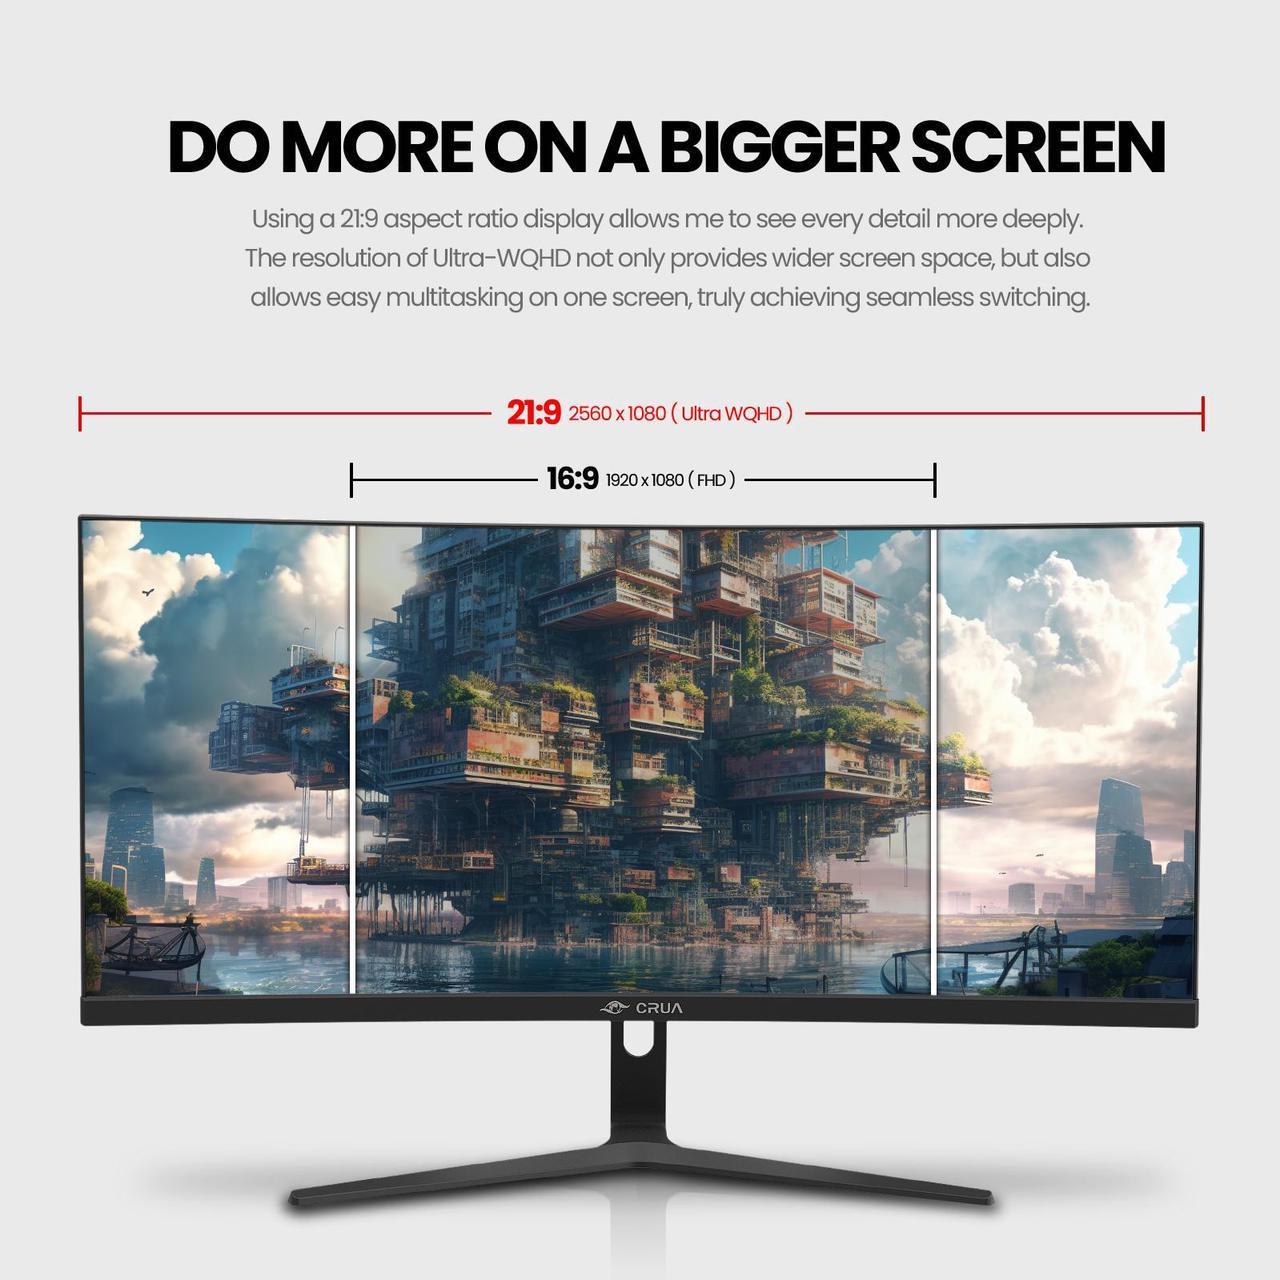 DO MORE ON A BIGGER SCREEN
Using a 21:9 aspect ratio display allows me to see every detail more deeply.
The resolution of Ultra-WQHD not only provides wider screen space, but also
allows easy multitasking on one screen, truly achieving seamless switching.
21:9 2560 x 1080 ( Ultra WQHD )
16:9 1920 x 1080 ( FHD )
CRUA